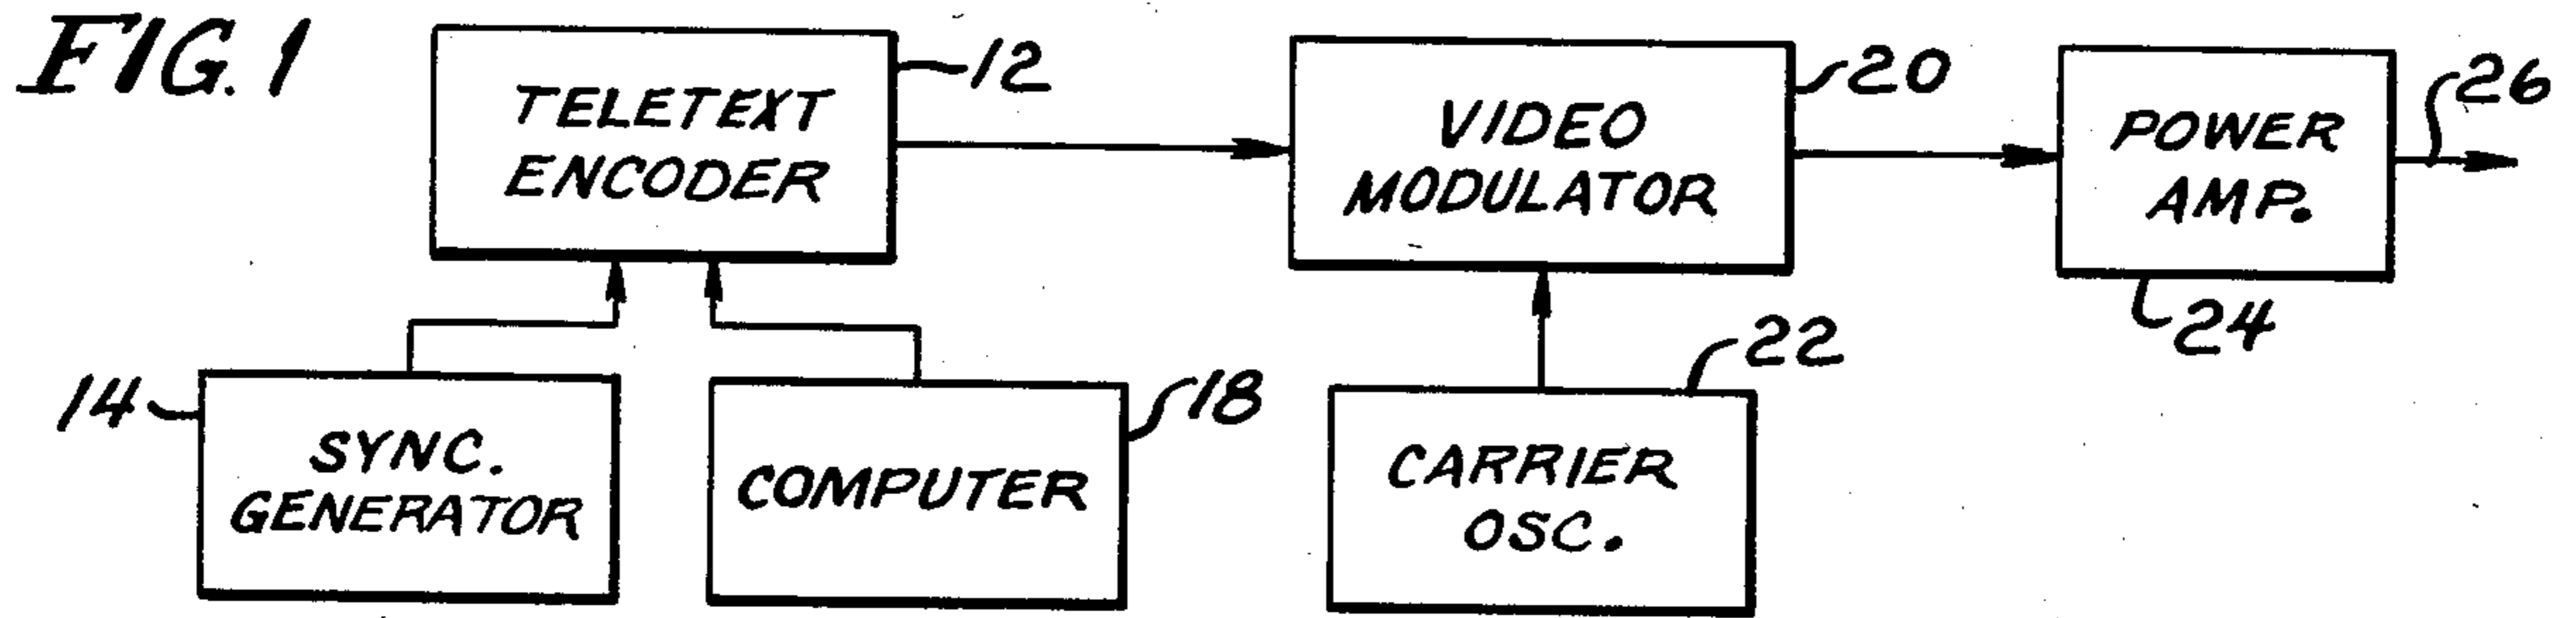 FIG. 1
TELETEXT
ENCODER
12
VIDEO
MODULATOR
20
POWER
AMP.
26
24
14
SYNC.
GENERATOR
COMPUTER
18
CARRIER
OSC.
22